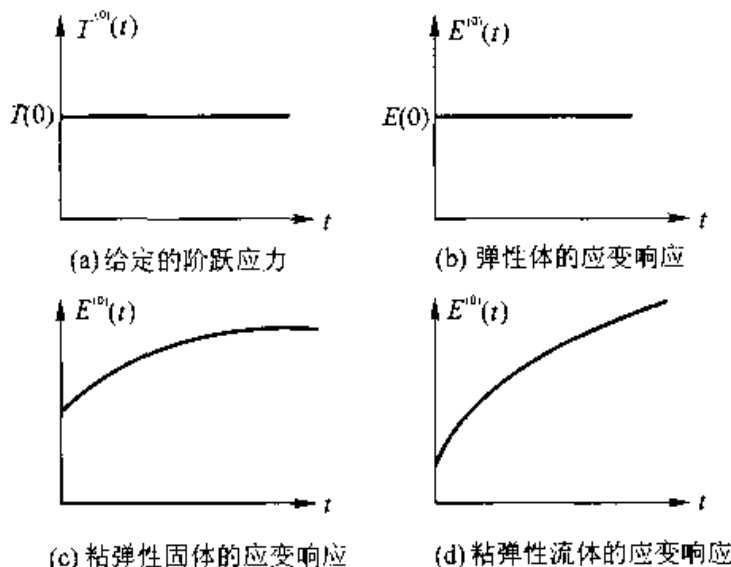 T⁽⁰⁾(t)
T(0)
t
(a) 给定的阶跃应力
E⁽⁰⁾(t)
E(0)
t
(b) 弹性体的应变响应
E⁽⁰⁾(t)
t
(c) 粘弹性固体的应变响应
E⁽⁰⁾(t)
t
(d) 粘弹性流体的应变响应